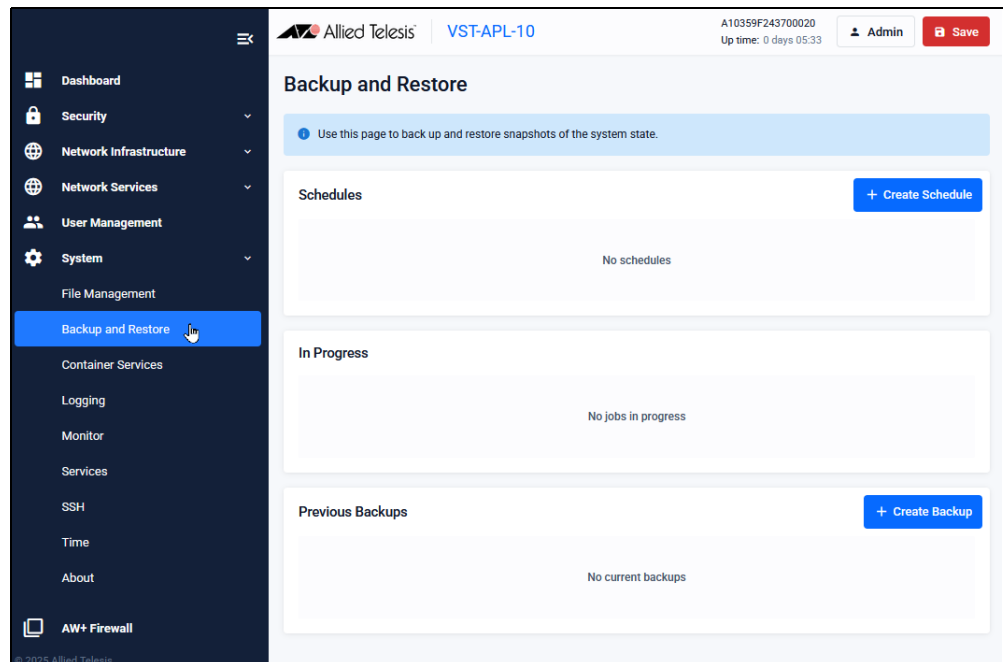 Allied Telesis
VST-APL-10
A10359F243700020
Up time: 0 days 05:33
Admin
Save
Dashboard
Security
Network Infrastructure
Network Services
User Management
System
File Management
Backup and Restore
Container Services
Logging
Monitor
Services
SSH
Time
About
AW+ Firewall
© 2025 Allied Telesis
Backup and Restore
Use this page to back up and restore snapshots of the system state.
Schedules
+ Create Schedule
No schedules
In Progress
No jobs in progress
Previous Backups
+ Create Backup
No current backups